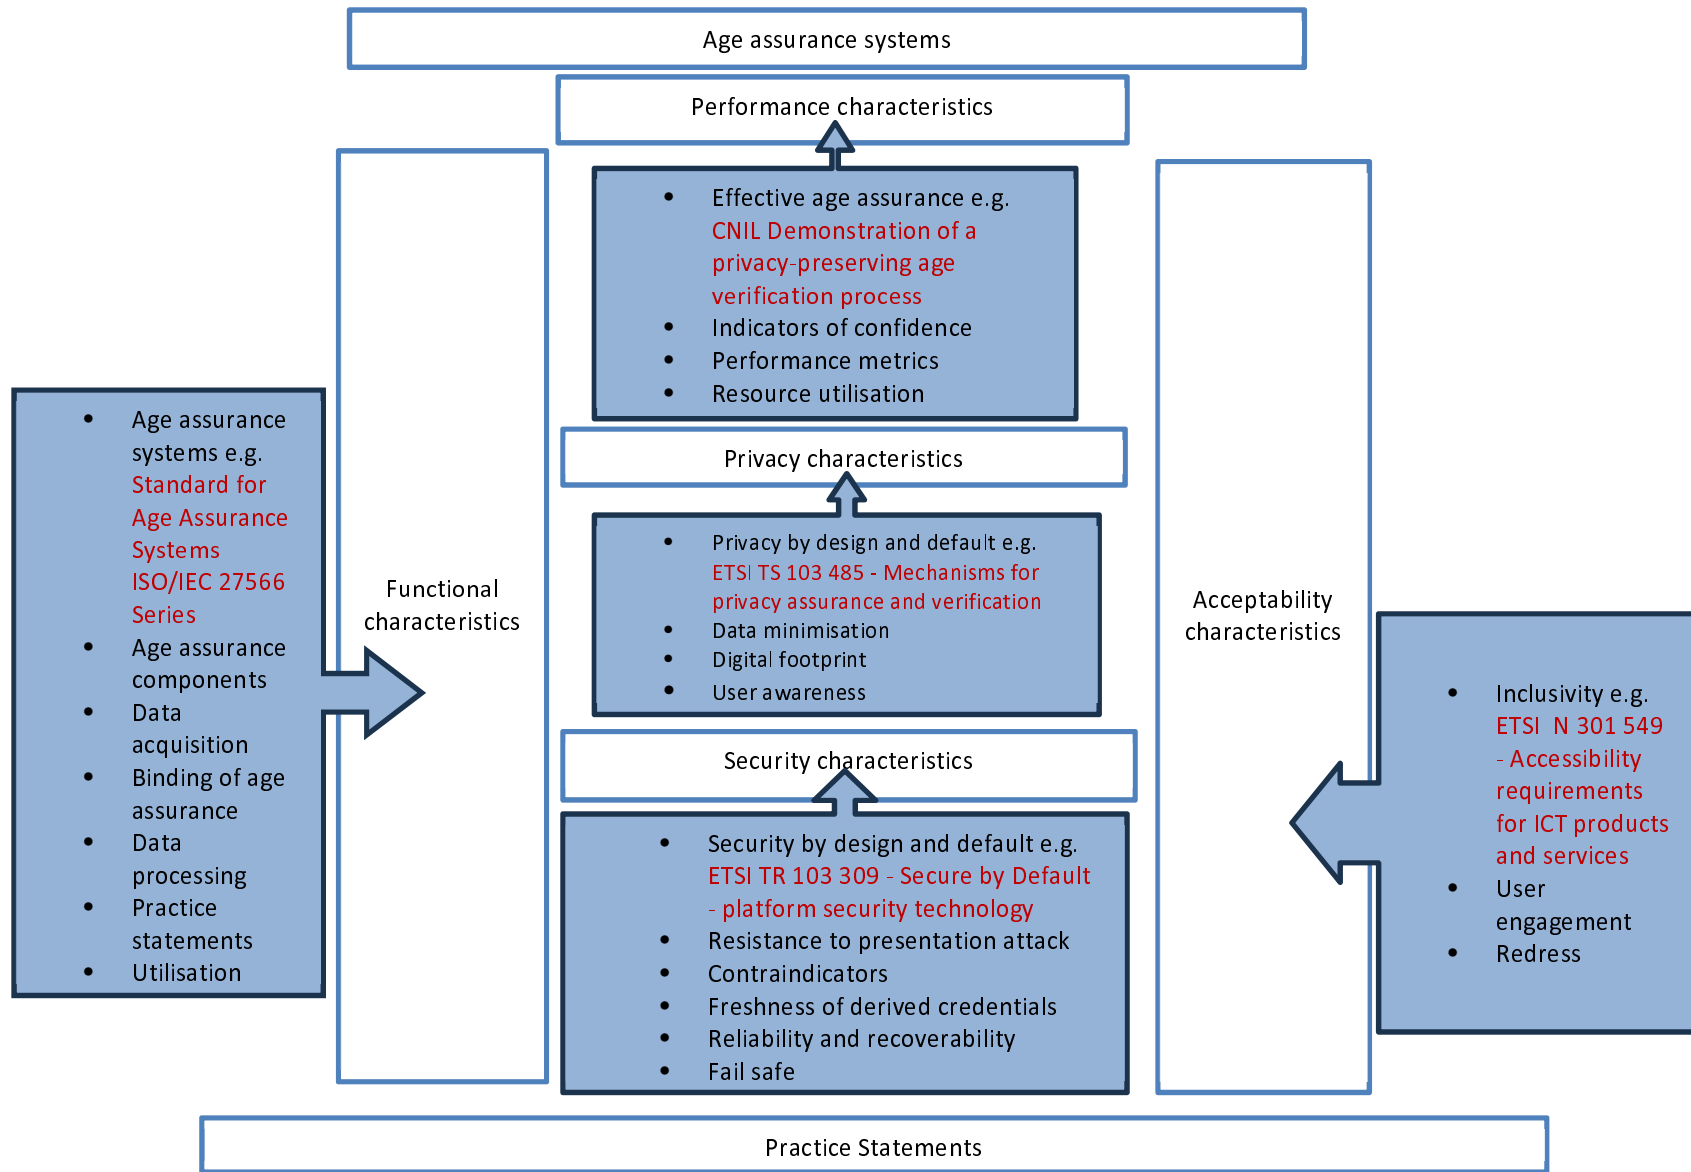 Age assurance systems
Performance characteristics
• Effective age assurance e.g.
CNIL Demonstration of a
privacy-preserving age
verification process
• Indicators of confidence
• Performance metrics
• Resource utilisation
• Age assurance
systems e.g.
Standard for
Age Assurance
Systems
ISO/IEC 27566
Series
• Age assurance
components
• Data
acquisition
• Binding of age
assurance
• Data
processing
• Practice
statements
• Utilisation
Functional
characteristics
Privacy characteristics
• Privacy by design and default e.g.
ETSI TS 103 485 - Mechanisms for
privacy assurance and verification
• Data minimisation
• Digital footprint
• User awareness
Security characteristics
• Security by design and default e.g.
ETSI TR 103 309 - Secure by Default
- platform security technology
• Resistance to presentation attack
• Contraindicators
• Freshness of derived credentials
• Reliability and recoverability
• Fail safe
Acceptability
characteristics
• Inclusivity e.g.
ETSI N 301 549
- Accessibility
requirements
for ICT products
and services
• User
engagement
• Redress
Practice Statements